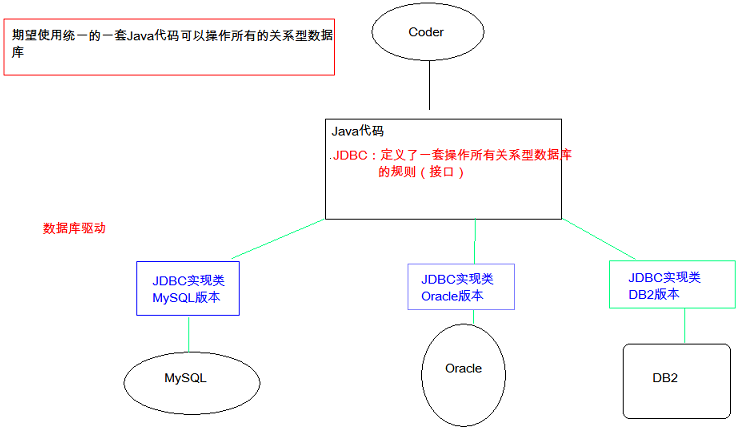 期望使用统一的一套Java代码可以操作所有的关系型数据
库
Coder
Java代码
.JDBC：定义了一套操作所有关系型数据库
的规则（接口）
数据库驱动
JDBC实现类
MySQL版本
JDBC实现类
Oracle版本
JDBC实现类
DB2版本
MySQL
Oracle
DB2